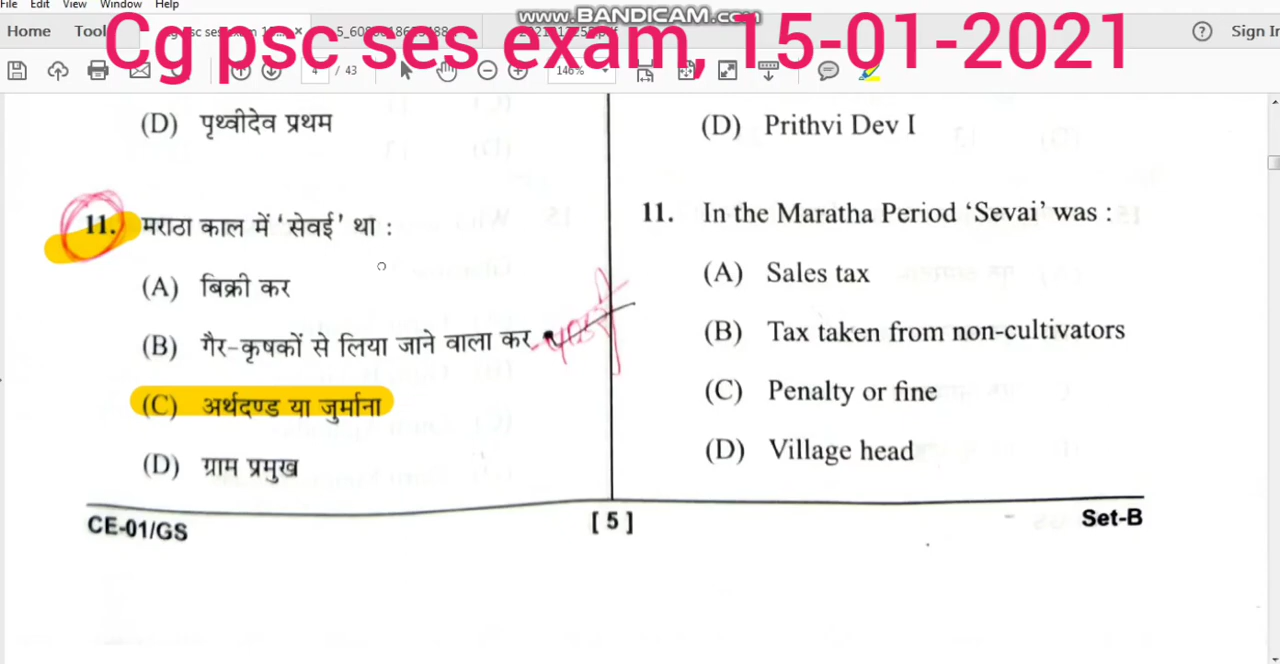 www.BANDICAM.com
File Edit View Window Help
Cg psc ses exam, 15-01-2021
Home
Sign In
4 / 43
146%
(D) पृथ्वीदेव प्रथम
11. मराठा काल में 'सेवई' था :
(A) बिक्री कर
(B) गैर-कृषकों से लिया जाने वाला कर
(C) अर्थदण्ड या जुर्माना
(D) ग्राम प्रमुख
CE-01/GS
(D) Prithvi Dev I
11. In the Maratha Period 'Sevai' was :
(A) Sales tax
(B) Tax taken from non-cultivators
(C) Penalty or fine
(D) Village head
[ 5 ]
Set-B